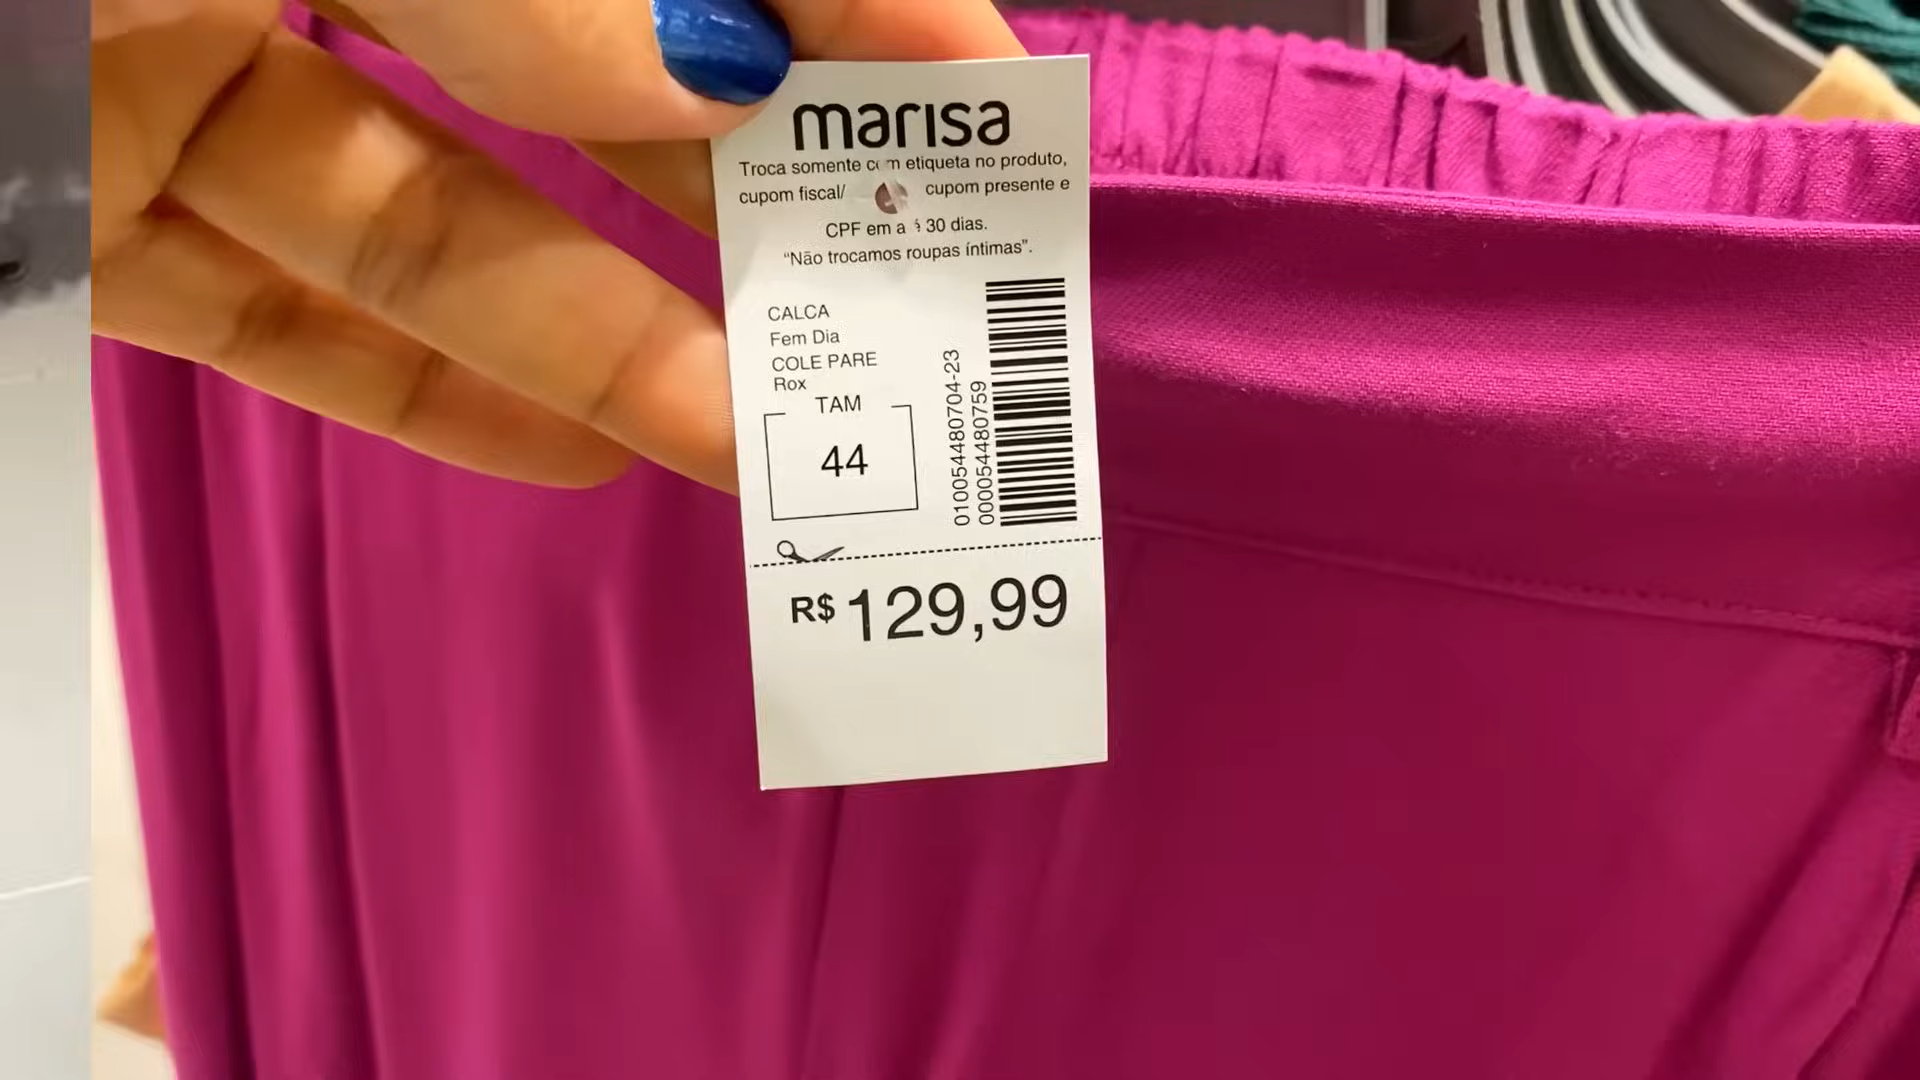 marisa
Troca somente com etiqueta no produto,
cupom fiscal/ cupom presente e
CPF em a 30 dias.
“Não trocamos roupas íntimas”.
CALCA
Fem Dia
COLE PARE
Rox
TAM
44
010054480704-23
000054480759
R$ 129,99